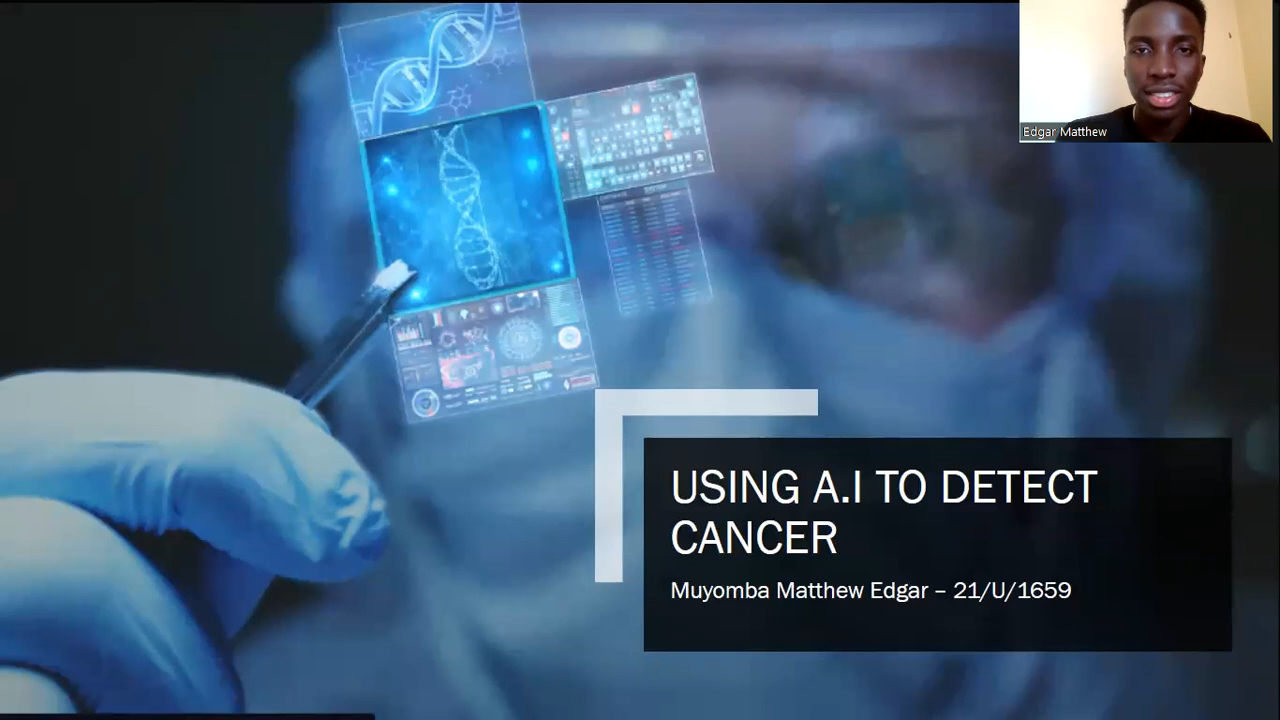 Edgar Matthew
USING A.I TO DETECT
CANCER
Muyomba Matthew Edgar – 21/U/1659